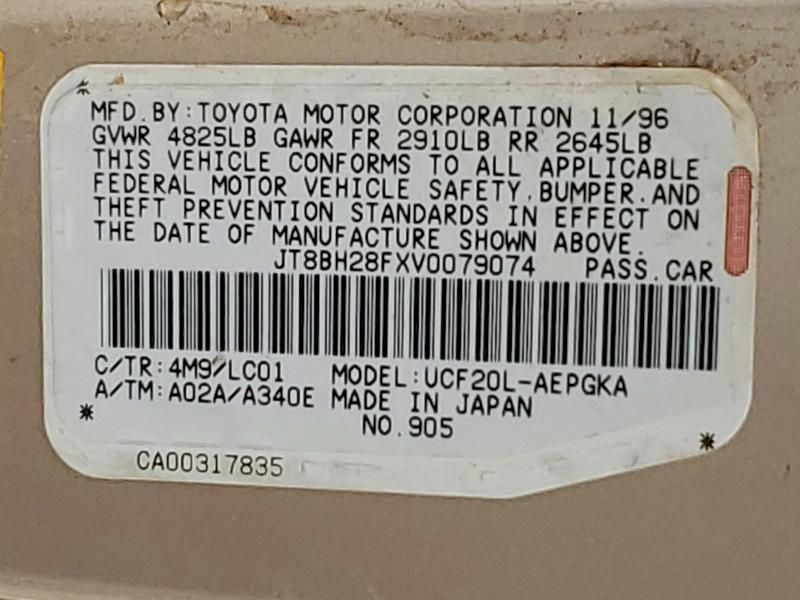 MFD. BY: TOYOTA MOTOR CORPORATION 11/96
GVWR 4825LB GAWR FR 2910LB RR 2645LB
THIS VEHICLE CONFORMS TO ALL APPLICABLE
FEDERAL MOTOR VEHICLE SAFETY, BUMPER, AND
THEFT PREVENTION STANDARDS IN EFFECT ON
THE DATE OF MANUFACTURE SHOWN ABOVE.
JT8BH28FXV0079074 PASS. CAR
C/TR: 4M9/LC01 MODEL: UCF20L-AEPGKA
A/TM: A02A/A340E MADE IN JAPAN
NO. 905
CA00317835